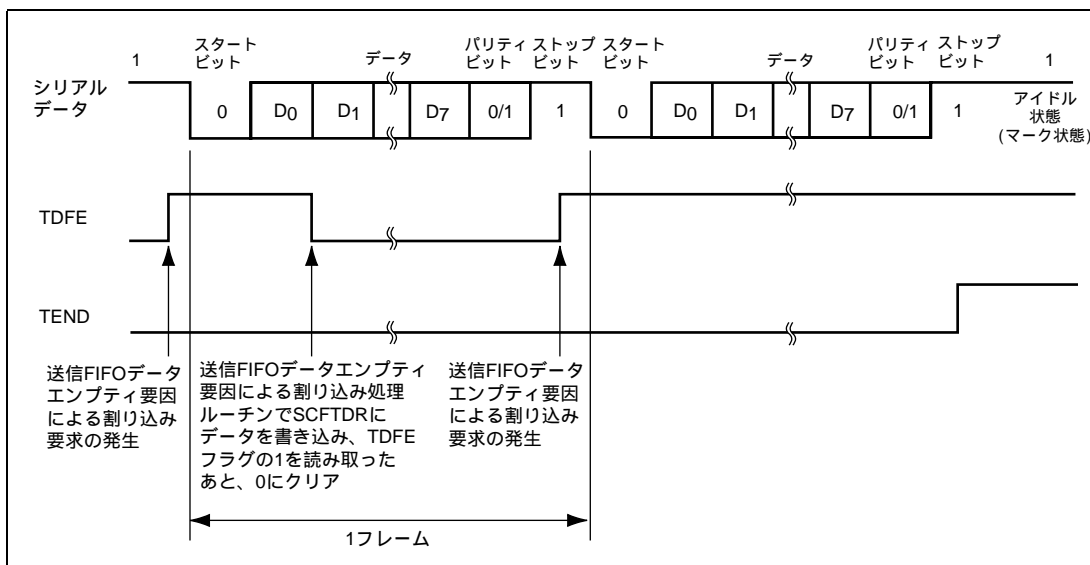 1
スタート
ビット
データ
パリティ
ビット
ストップ
ビット
スタート
ビット
データ
パリティ
ビット
ストップ
ビット
1
シリアル
データ
0
D0
D1
D7
0/1
1
0
D0
D1
D7
0/1
1
アイドル
状態
(マーク状態)
TDFE
TEND
送信FIFOデータ
エンプティ要因
による割り込み
要求の発生
送信FIFOデータエンプティ
要因による割り込み処理
ルーチンでSCFTDRに
データを書き込み、TDFE
フラグの1を読み取った
あと、0にクリア
送信FIFOデータ
エンプティ要因
による割り込み
要求の発生
1フレーム